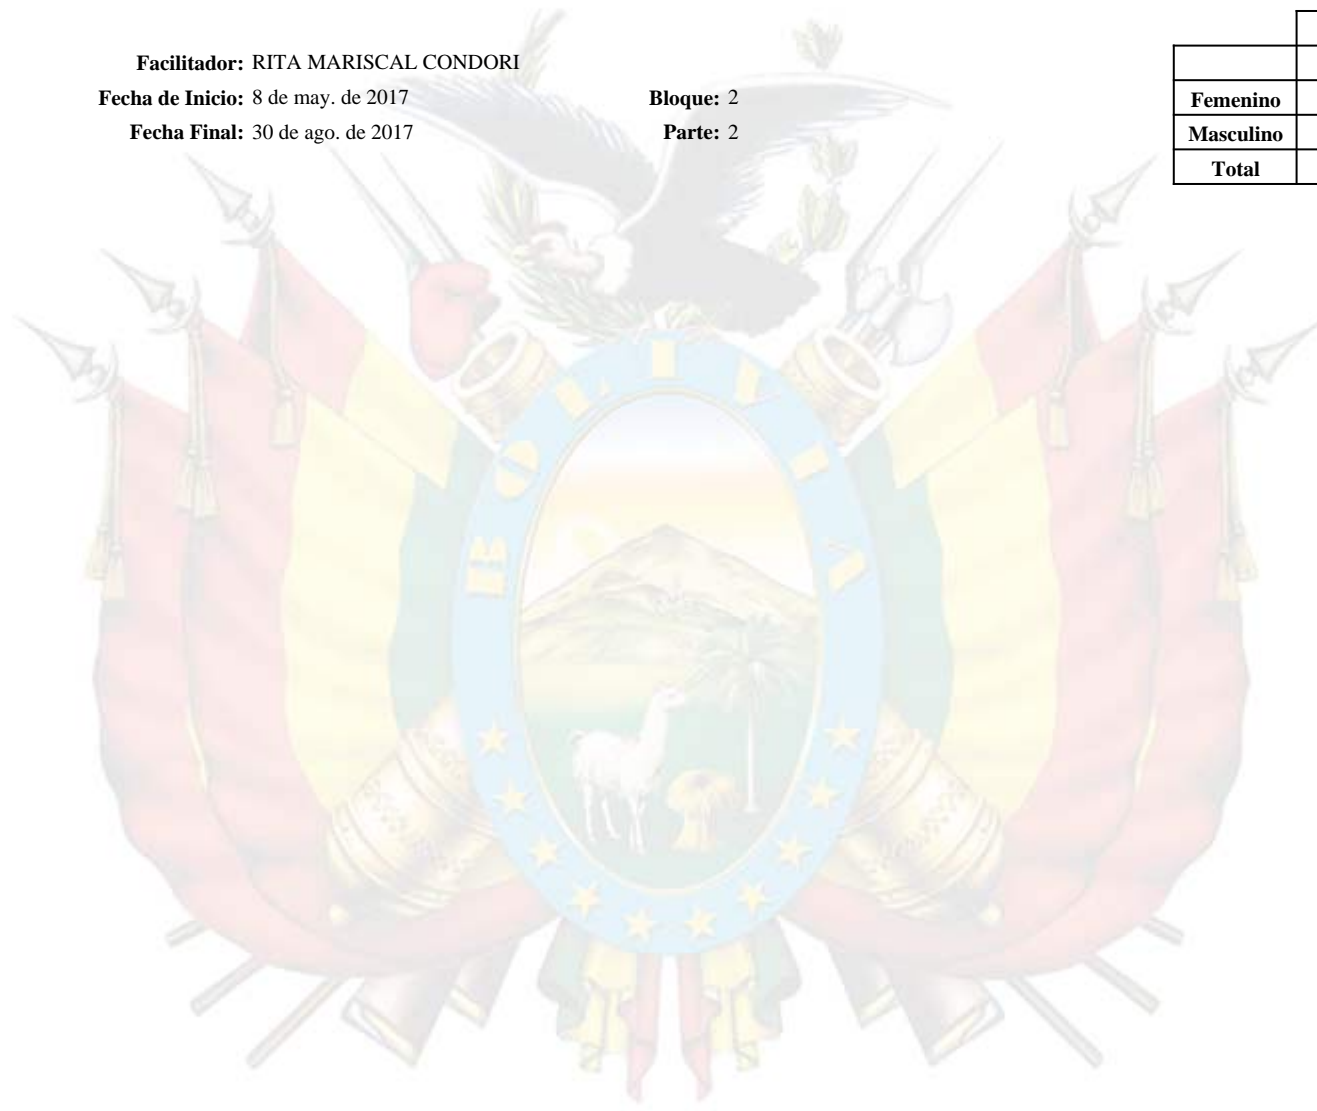 Facilitador: RITA MARISCAL CONDORI
Fecha de Inicio: 8 de may. de 2017 Bloque: 2
Femenino
Fecha Final: 30 de ago. de 2017 Parte: 2
Masculino
Total
BOLIVIA